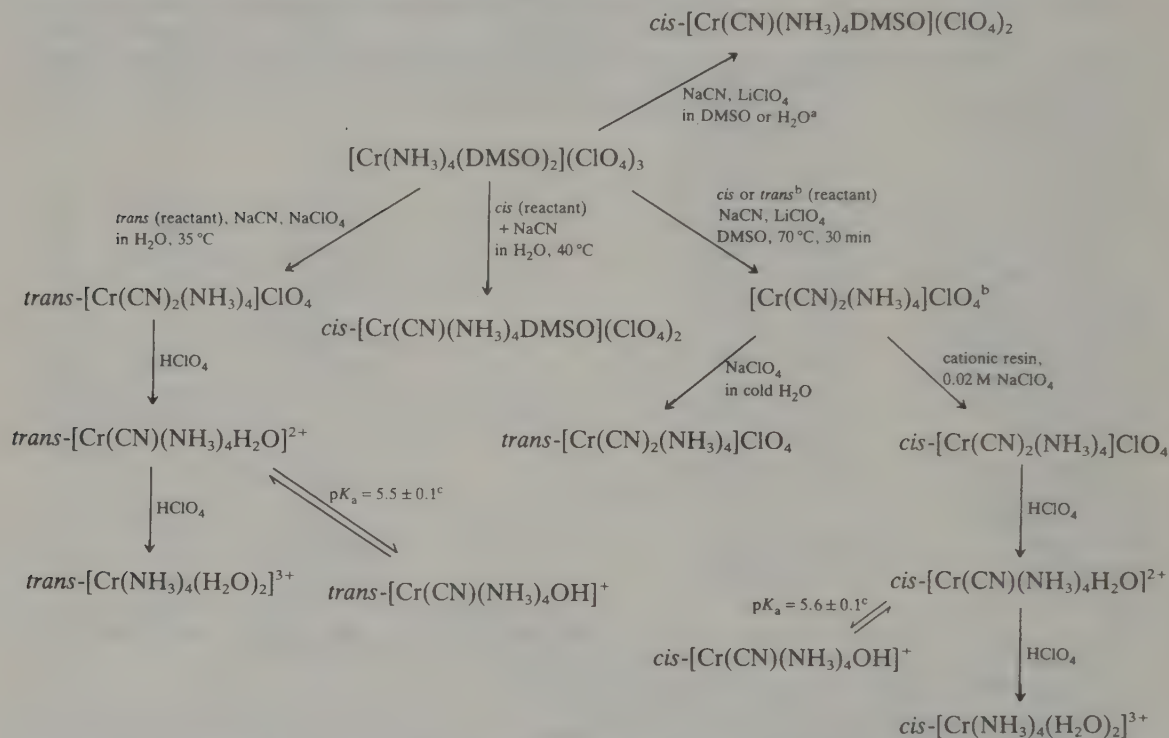 cis-[Cr(CN)(NH₃)₄DMSO](ClO₄)₂
NaCN, LiClO₄
in DMSO or H₂Oᵃ
[Cr(NH₃)₄(DMSO)₂](ClO₄)₃
trans (reactant), NaCN, NaClO₄
in H₂O, 35 °C
cis (reactant)
+ NaCN
in H₂O, 40 °C
cis or transᵇ (reactant)
NaCN, LiClO₄
DMSO, 70 °C, 30 min
trans-[Cr(CN)₂(NH₃)₄]ClO₄
cis-[Cr(CN)(NH₃)₄DMSO](ClO₄)₂
[Cr(CN)₂(NH₃)₄]ClO₄ᵇ
HClO₄
NaClO₄
in cold H₂O
cationic resin,
0.02 M NaClO₄
trans-[Cr(CN)(NH₃)₄H₂O]²⁺
trans-[Cr(CN)₂(NH₃)₄]ClO₄
cis-[Cr(CN)₂(NH₃)₄]ClO₄
HClO₄
pKₐ = 5.5 ± 0.1ᶜ
HClO₄
trans-[Cr(NH₃)₄(H₂O)₂]³⁺
trans-[Cr(CN)(NH₃)₄OH]⁺
cis-[Cr(CN)(NH₃)₄H₂O]²⁺
pKₐ = 5.6 ± 0.1ᶜ
cis-[Cr(CN)(NH₃)₄OH]⁺
HClO₄
cis-[Cr(NH₃)₄(H₂O)₂]³⁺